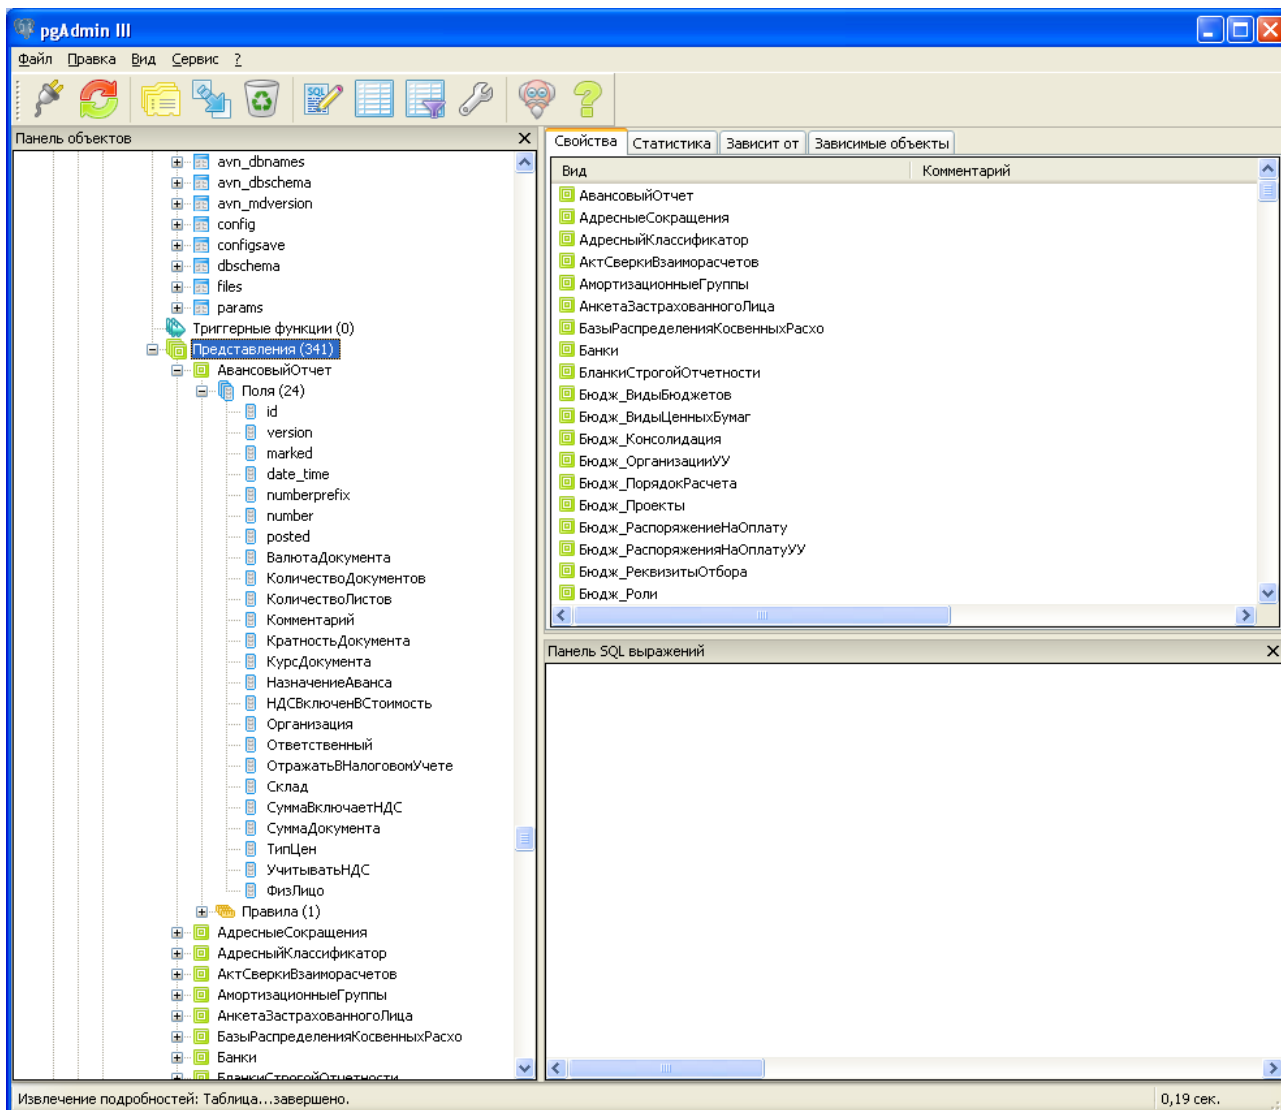 pgAdmin III
Файл Правка Вид Сервис ?
SQL
Панель объектов
avn_dbnames
avn_dbschema
avn_mdversion
config
configsave
dbschema
files
params
Триггерные функции (0)
Представления (341)
АвансовыйОтчет
Поля (24)
id
version
marked
date_time
numberprefix
number
posted
ВалютаДокумента
КоличествоДокументов
КоличествоЛистов
Комментарий
КратностьДокумента
КурсДокумента
НазначениеАванса
НДСВключенВСтоимость
Организация
Ответственный
ОтражатьВНалоговомУчете
Склад
СуммаВключаетНДС
СуммаДокумента
ТипЦен
УчитыватьНДС
ФизЛицо
Правила (1)
АдресныеСокращения
АдресныйКлассификатор
АктСверкиВзаиморасчетов
АмортизационныеГруппы
АнкетаЗастрахованногоЛица
БазыРаспределенияКосвенныхРасхо
Банки
БланкиСтрогойОтчетности
Свойства Статистика Зависит от Зависимые объекты
Вид Комментарий
АвансовыйОтчет
АдресныеСокращения
АдресныйКлассификатор
АктСверкиВзаиморасчетов
АмортизационныеГруппы
АнкетаЗастрахованногоЛица
БазыРаспределенияКосвенныхРасхо
Банки
БланкиСтрогойОтчетности
Бюдж_ВидыБюджетов
Бюдж_ВидыЦенныхБумаг
Бюдж_Консолидация
Бюдж_ОрганизацииУУ
Бюдж_ПорядокРасчета
Бюдж_Проекты
Бюдж_РаспоряжениеНаОплату
Бюдж_РаспоряженияНаОплатуУУ
Бюдж_РеквизитыОтбора
Бюдж_Роли
Панель SQL выражений
Извлечение подробностей: Таблица...завершено. 0,19 сек.